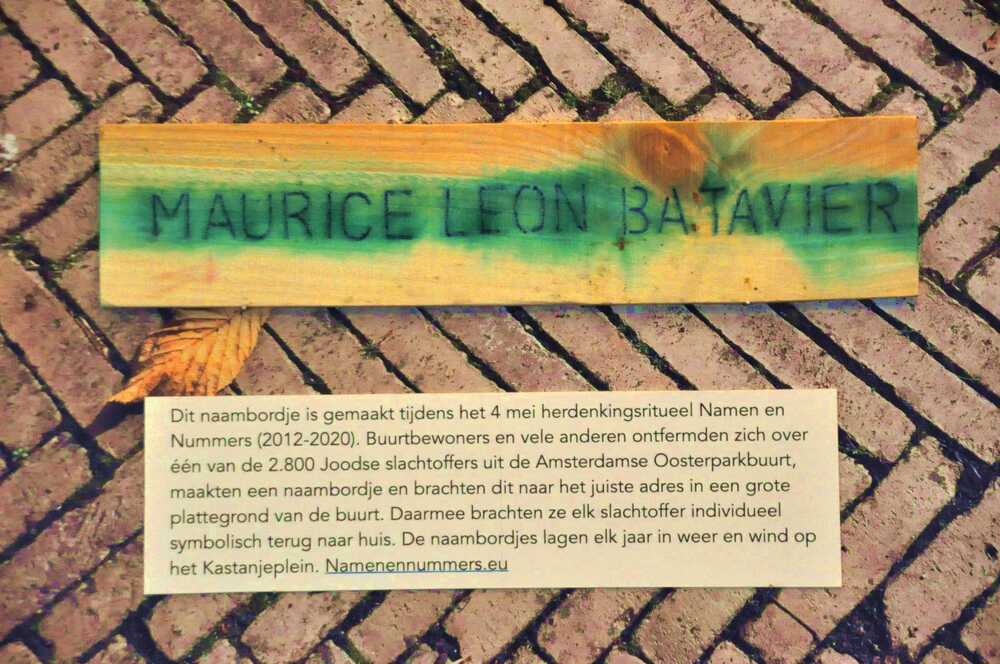 MAURICE LEON BATAVIER
Dit naambordje is gemaakt tijdens het 4 mei herdenkingsritueel Namen en
Nummers (2012-2020). Buurtbewoners en vele anderen ontfermden zich over
één van de 2.800 Joodse slachtoffers uit de Amsterdamse Oosterparkbuurt,
maakten een naambordje en brachten dit naar het juiste adres in een grote
plattegrond van de buurt. Daarmee brachten ze elk slachtoffer individueel
symbolisch terug naar huis. De naambordjes lagen elk jaar in weer en wind op
het Kastanjeplein. Namenennummers.eu